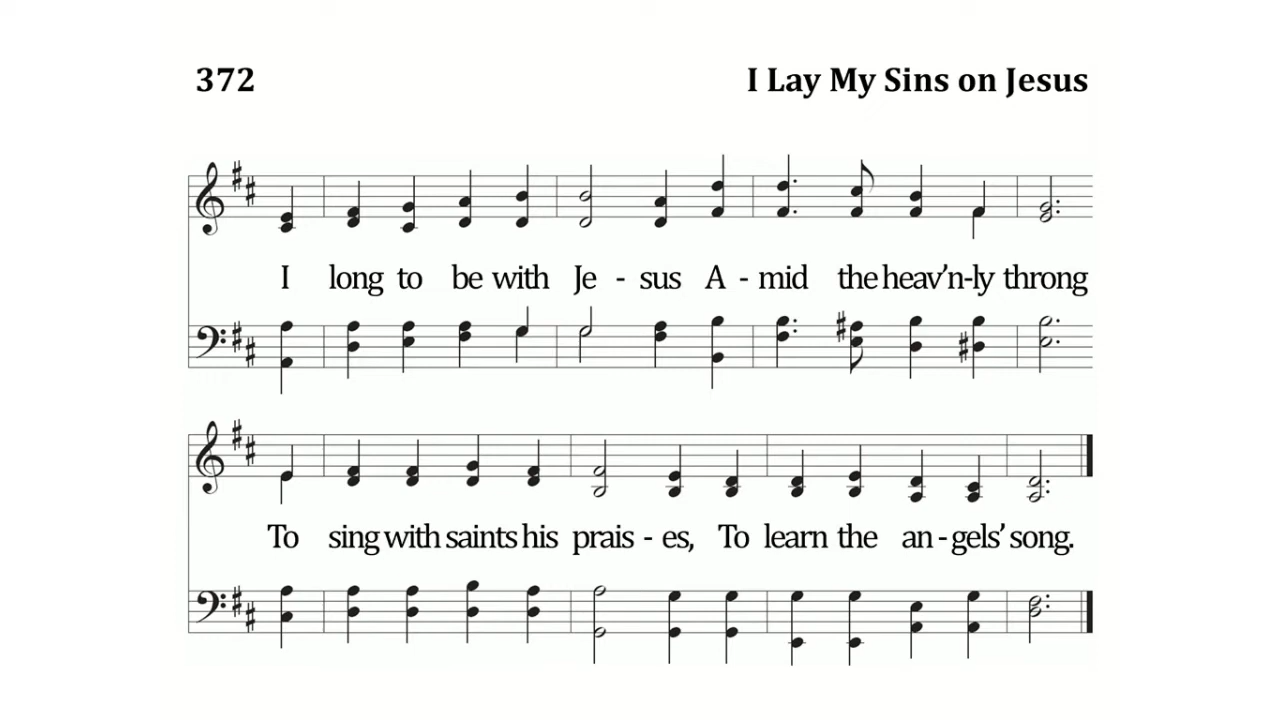 372 I Lay My Sins on Jesus
I long to be with Je - sus A - mid the heav’n-ly throng
To sing with saints his prais - es, To learn the an - gels’ song.